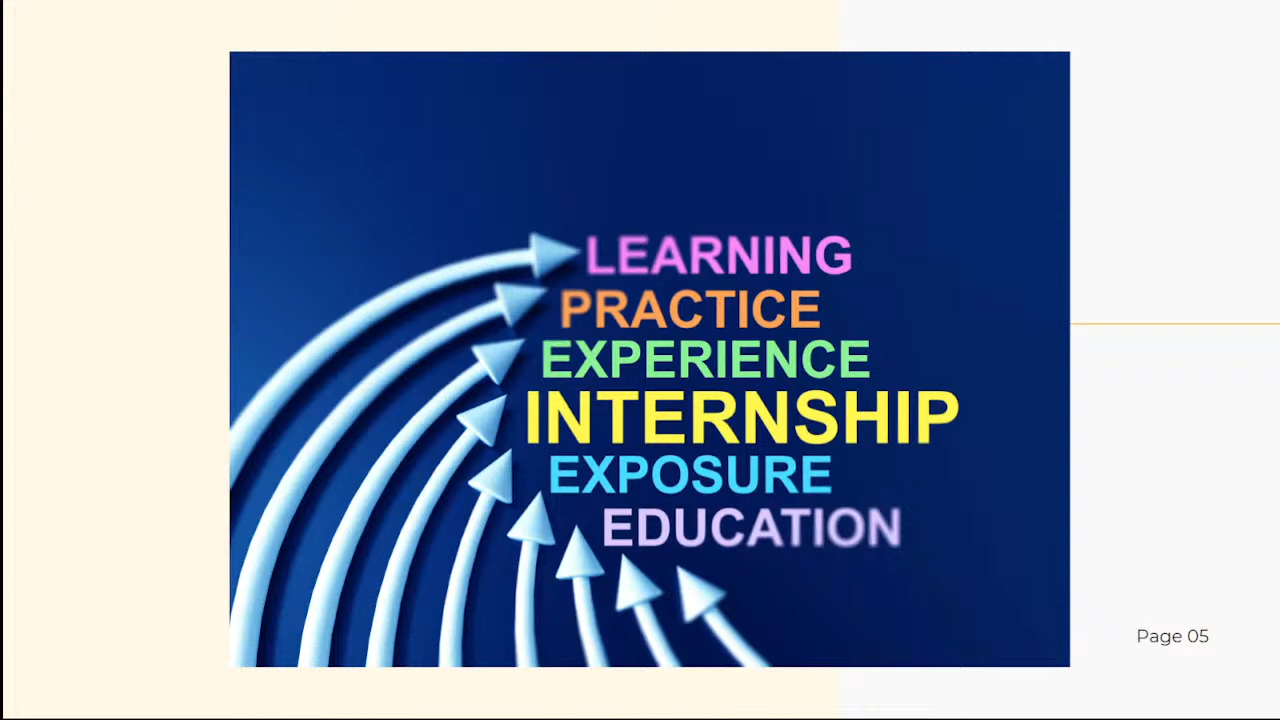 LEARNING
PRACTICE
EXPERIENCE
INTERNSHIP
EXPOSURE
EDUCATION
Page 05